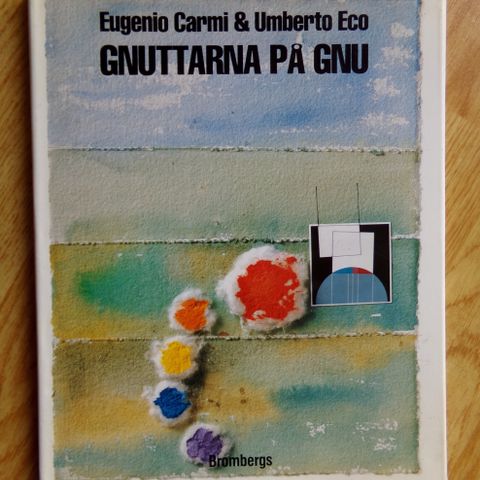 Eugenio Carmi & Umberto Eco
GNUTTARNA PÅ GNU
Brombergs